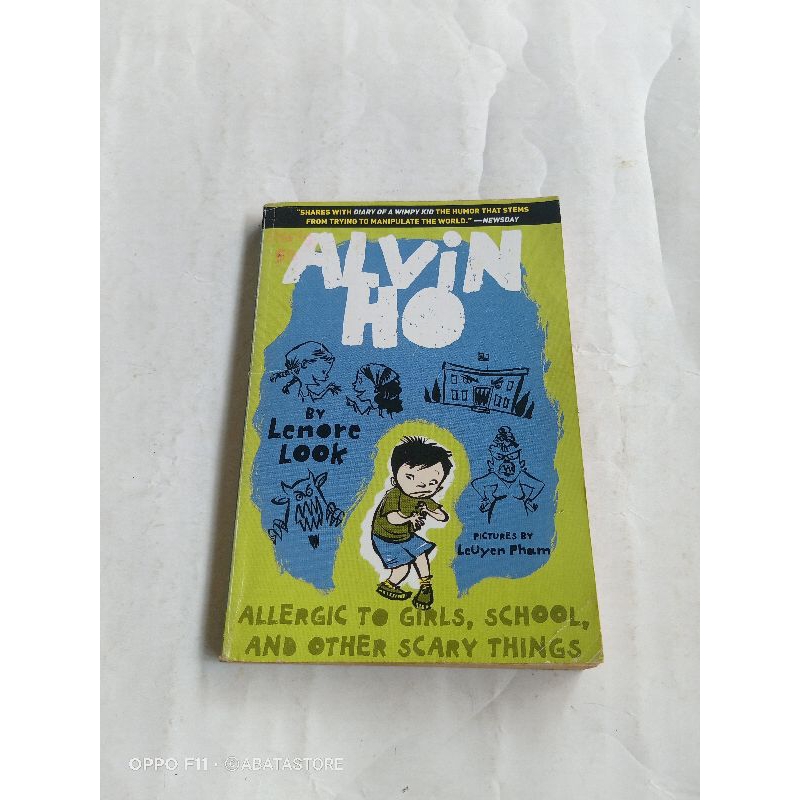 "SHARES WITH DIARY OF A WIMPY KID THE HUMOR THAT STEMS
FROM TRYING TO MANIPULATE THE WORLD." —NEWSDAY
ALViN
HO
BY
Lenore
LOOK
PICTURES BY
LeUyen Pham
ALLERGIC TO GIRLS, SCHOOL,
AND OTHER SCARY THINGS
OPPO F11 · @ABATASTORE